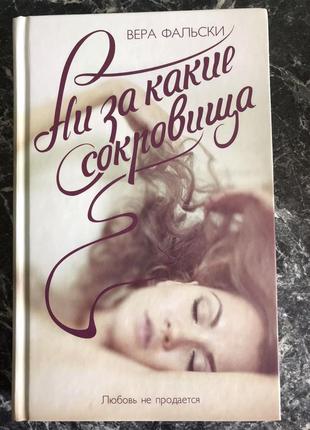 ВЕРА ФАЛЬСКИ
Ни за какие
сокровища
Любовь не продается